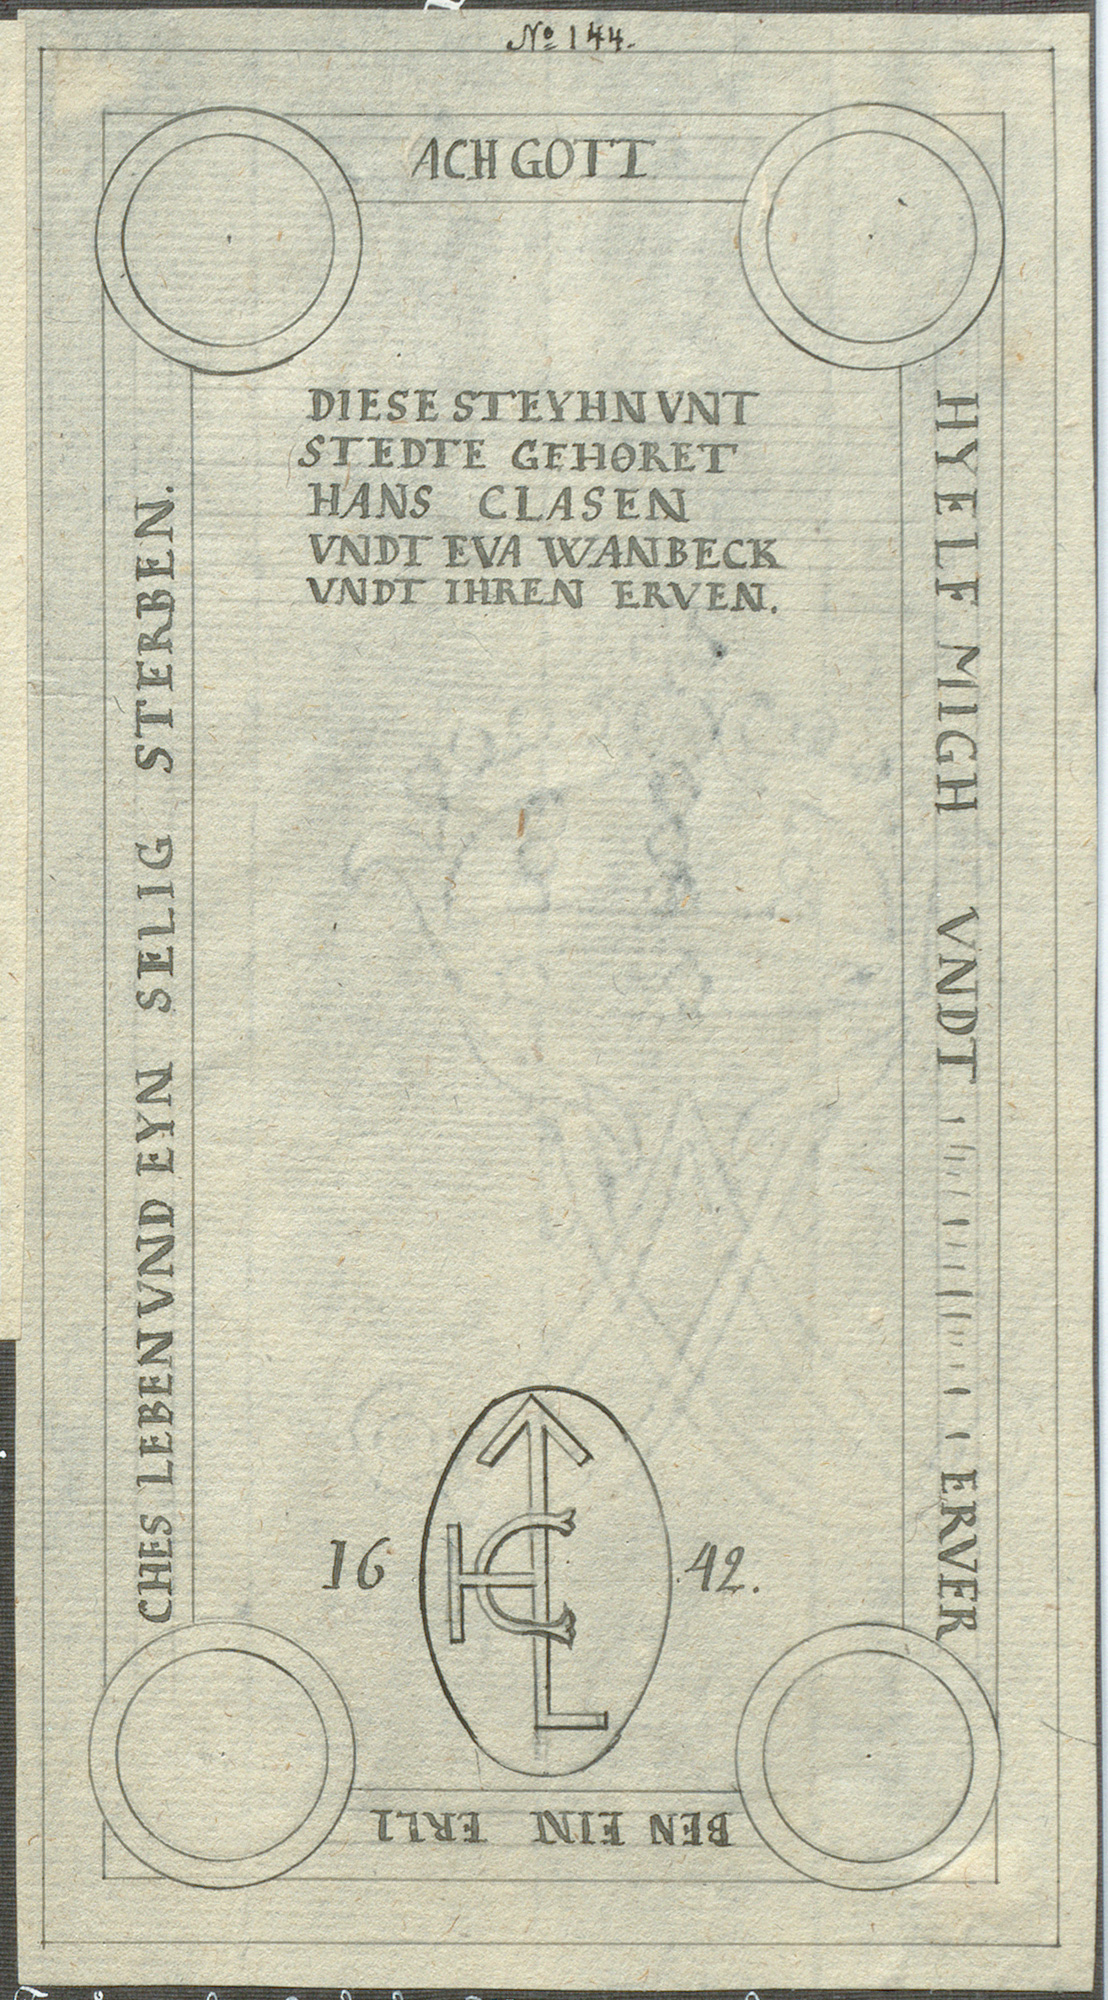 No 144.
ACH GOTT
HYELF MIGH VNDT ERVER
BEN EIN ERLI
CHES LEBEN VND EYN SELIG STERBEN.
DIESE STEYHN VNT
STEDTE GEHORET
HANS CLASEN
VNDT EVA WANBECK
VNDT IHREN ERVEN.
16 42.
HCL